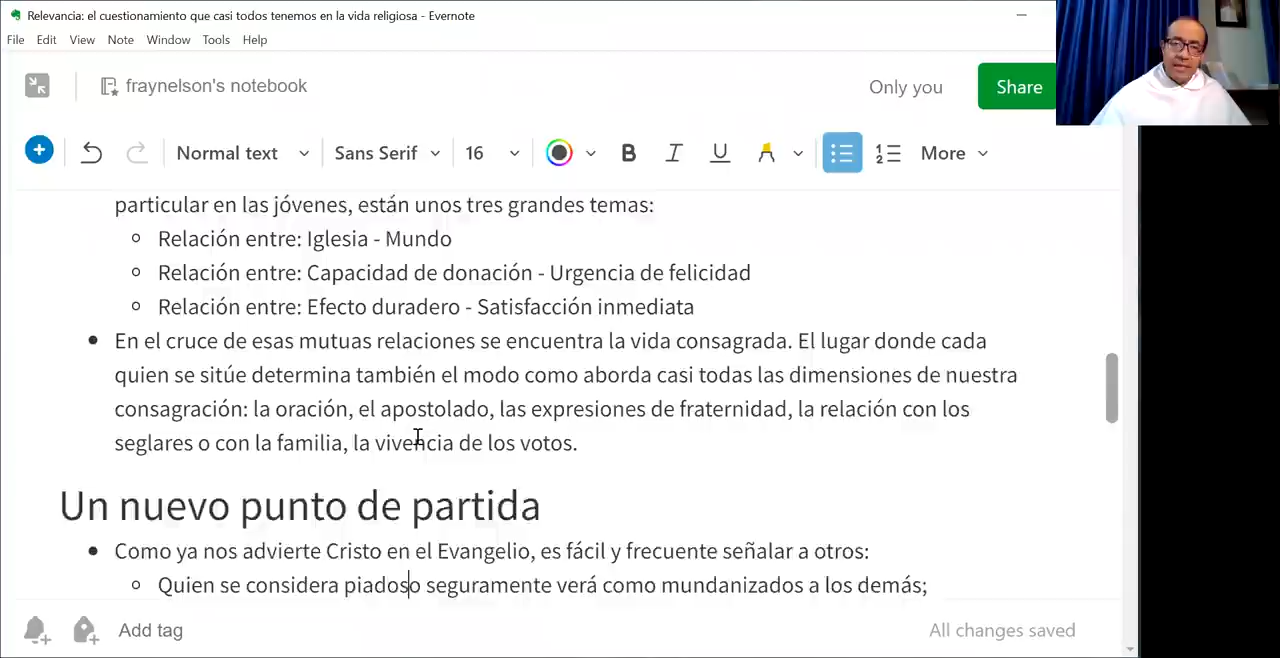 Relevancia: el cuestionamiento que casi todos tenemos en la vida religiosa - Evernote
File Edit View Note Window Tools Help
fraynelson's notebook
Only you
Share
Normal text
Sans Serif
16
B I U
More
particular en las jóvenes, están unos tres grandes temas:
Relación entre: Iglesia - Mundo
Relación entre: Capacidad de donación - Urgencia de felicidad
Relación entre: Efecto duradero - Satisfacción inmediata
En el cruce de esas mutuas relaciones se encuentra la vida consagrada. El lugar donde cada
quien se sitúe determina también el modo como aborda casi todas las dimensiones de nuestra
consagración: la oración, el apostolado, las expresiones de fraternidad, la relación con los
seglares o con la familia, la vivencia de los votos.
Un nuevo punto de partida
Como ya nos advierte Cristo en el Evangelio, es fácil y frecuente señalar a otros:
Quien se considera piadoso seguramente verá como mundanizados a los demás;
Add tag
All changes saved